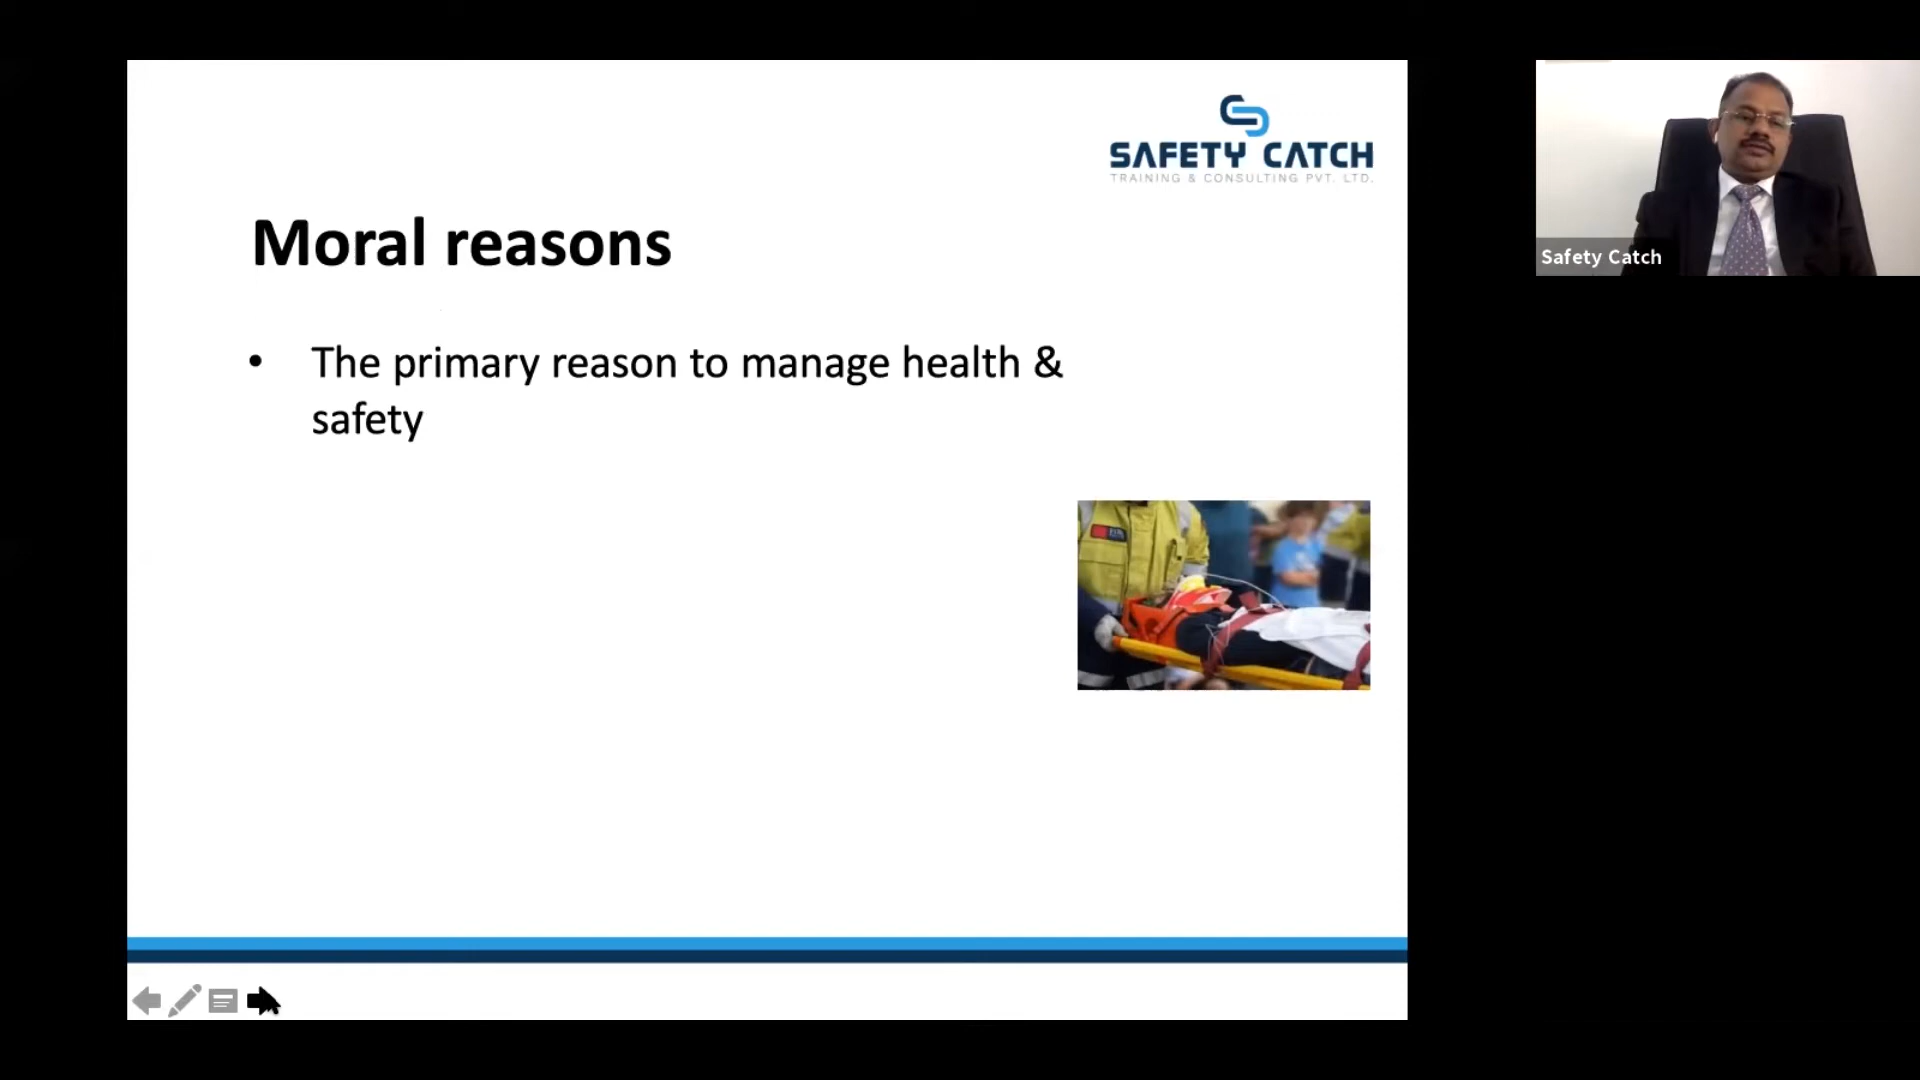 SAFETY CATCH
TRAINING & CONSULTING PVT. LTD.
Moral reasons
• The primary reason to manage health &
safety
Safety Catch